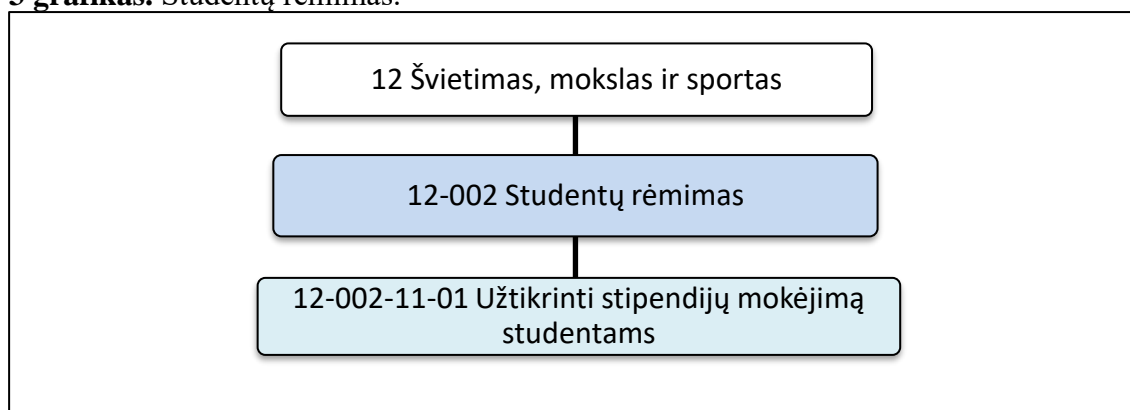 3 grafikas. Studentų rėmimas.
12 Švietimas, mokslas ir sportas
12-002 Studentų rėmimas
12-002-11-01 Užtikrinti stipendijų mokėjimą
studentams